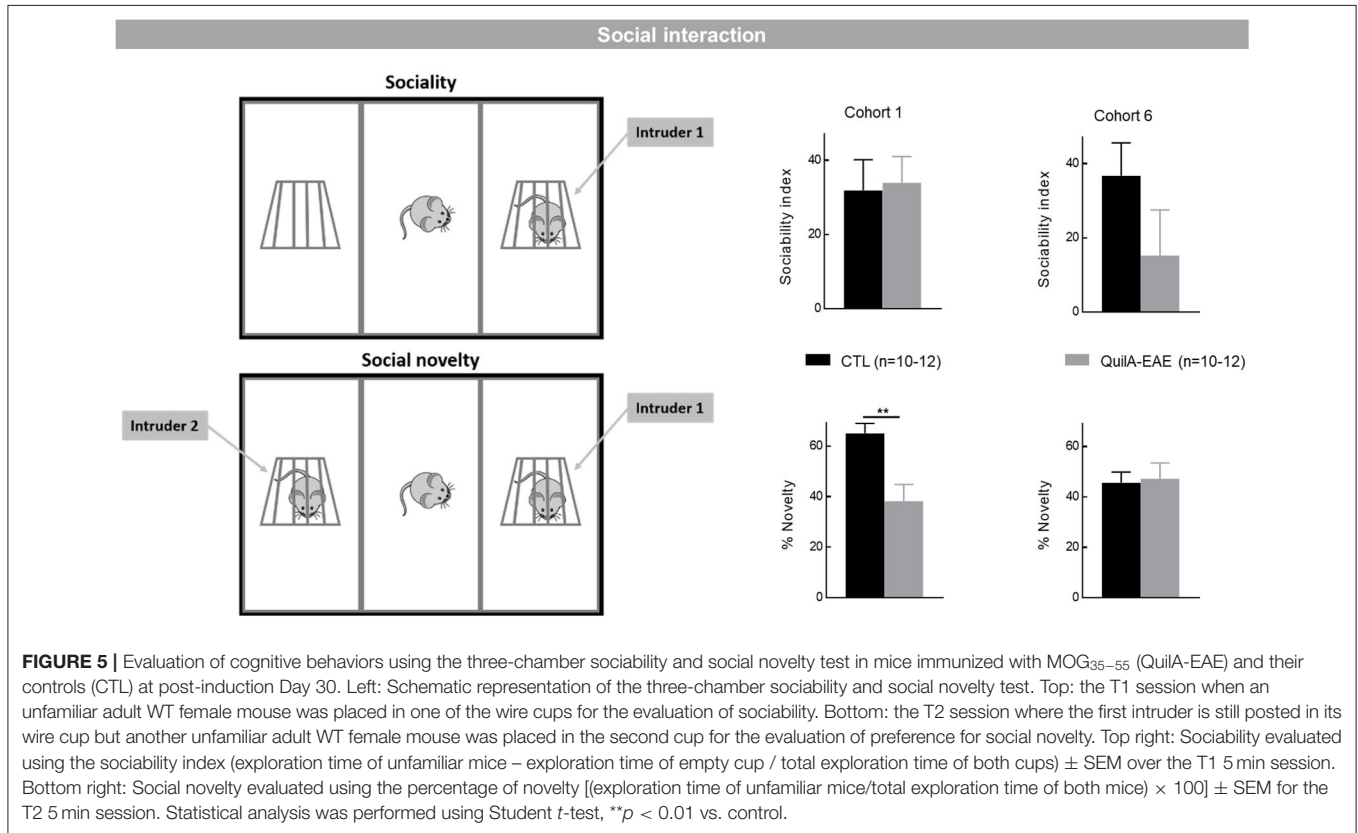 Social interaction
Sociality
Intruder 1
Social novelty
Intruder 2
Intruder 1
Cohort 1
Sociability index
40
20
0
Cohort 6
Sociability index
40
20
0
CTL (n=10-12)
QuilA-EAE (n=10-12)
**
% Novelty
60
40
20
0
% Novelty
60
40
20
0
FIGURE 5 | Evaluation of cognitive behaviors using the three-chamber sociability and social novelty test in mice immunized with MOG35−55 (QuilA-EAE) and their
controls (CTL) at post-induction Day 30. Left: Schematic representation of the three-chamber sociability and social novelty test. Top: the T1 session when an
unfamiliar adult WT female mouse was placed in one of the wire cups for the evaluation of sociability. Bottom: the T2 session where the first intruder is still posted in its
wire cup but another unfamiliar adult WT female mouse was placed in the second cup for the evaluation of preference for social novelty. Top right: Sociability evaluated
using the sociability index (exploration time of unfamiliar mice – exploration time of empty cup / total exploration time of both cups) ± SEM over the T1 5 min session.
Bottom right: Social novelty evaluated using the percentage of novelty [(exploration time of unfamiliar mice/total exploration time of both mice) × 100] ± SEM for the
T2 5 min session. Statistical analysis was performed using Student t-test, **p < 0.01 vs. control.